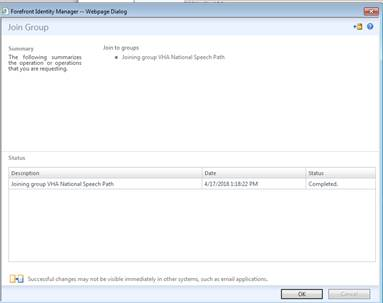 Forefront Identity Manager -- Webpage Dialog
Join Group
Summary
The following summarizes
the operation or operations
that you are requesting.
Join to groups
Joining group VHA National Speech Path
Status
Description Date Status
Joining group VHA National Speech Path 4/17/2018 1:18:22 PM Completed.
Successful changes may not be visible immediately in other systems, such as email applications.
OK Cancel